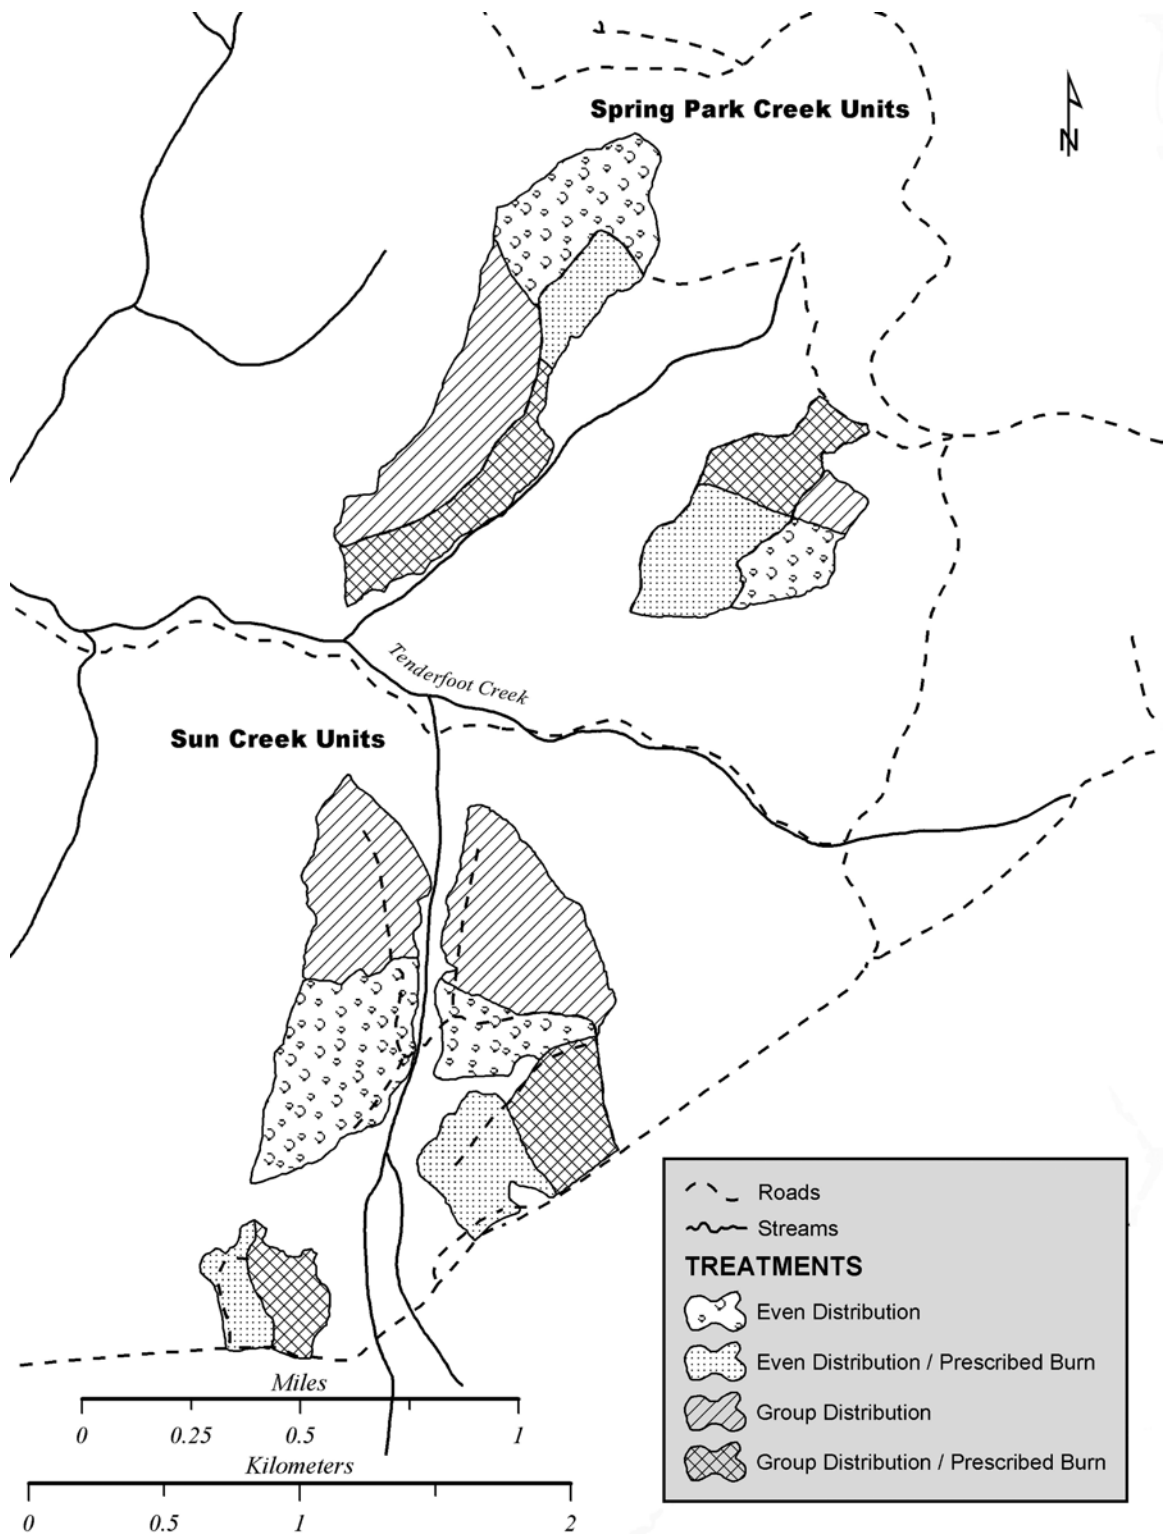 Spring Park Creek Units
N
Tenderfoot Creek
Sun Creek Units
Roads
Streams
TREATMENTS
Even Distribution
Even Distribution / Prescribed Burn
Group Distribution
Group Distribution / Prescribed Burn
Miles
0 0.25 0.5 1
Kilometers
0 0.5 1 2